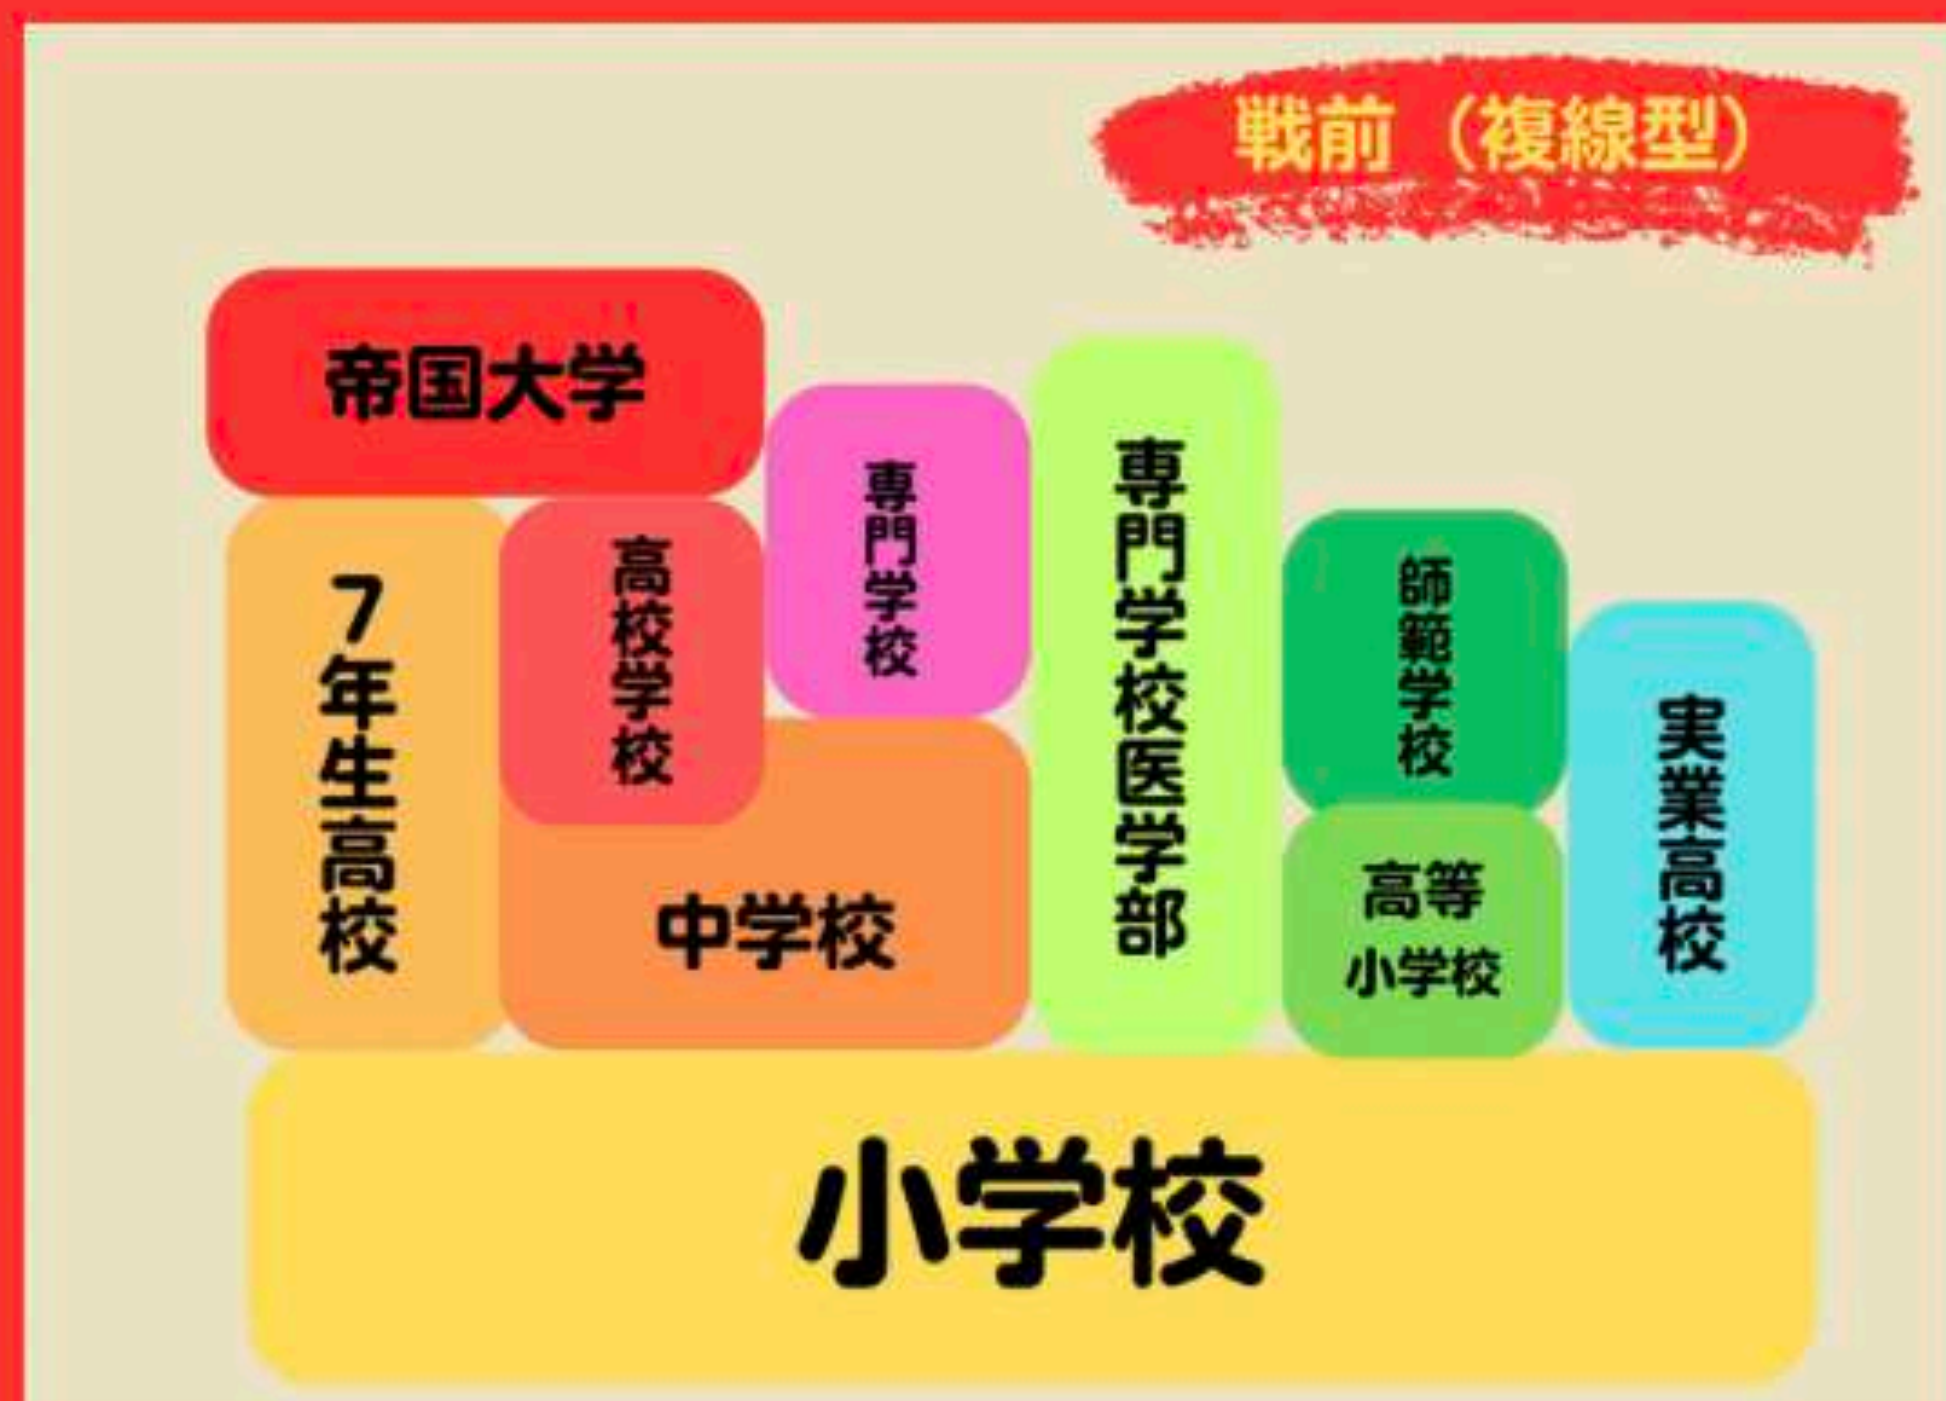 戦前（複線型）
帝国大学
7年生高校
高校学校
専門学校
中学校
専門学校医学部
師範学校
高等
小学校
実業高校
小学校